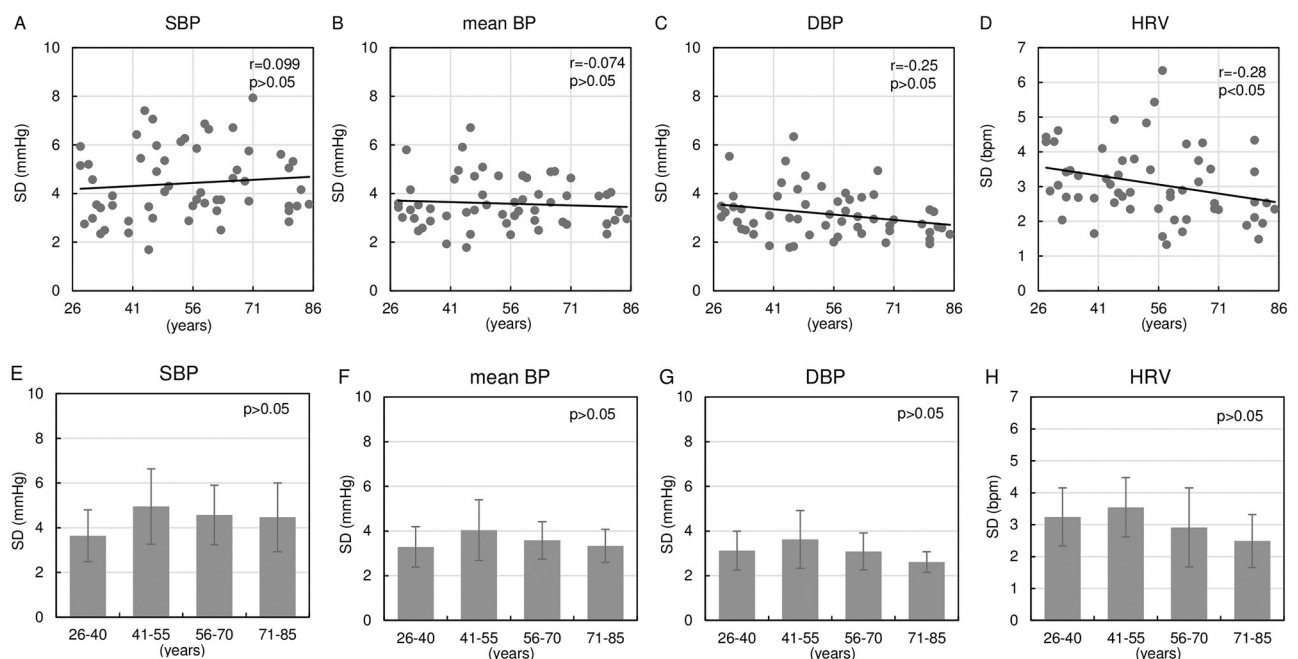 A SBP
B mean BP
C DBP
D HRV
10
8
6
4
2
0
SD (mmHg)
r=0.099
p>0.05
26 41 56 71 86
(years)
10
8
6
4
2
0
SD (mmHg)
r=-0.074
p>0.05
26 41 56 71 86
(years)
10
8
6
4
2
0
SD (mmHg)
r=-0.25
p>0.05
26 41 56 71 86
(years)
7
6
5
4
3
2
1
0
SD (bpm)
r=-0.28
p<0.05
26 41 56 71 86
(years)
E SBP
F mean BP
G DBP
H HRV
10
8
6
4
2
0
SD (mmHg)
p>0.05
26-40 41-55 56-70 71-85
(years)
10
8
6
4
2
0
SD (mmHg)
p>0.05
26-40 41-55 56-70 71-85
(years)
10
8
6
4
2
0
SD (mmHg)
p>0.05
26-40 41-55 56-70 71-85
(years)
7
6
5
4
3
2
1
0
SD (bpm)
p>0.05
26-40 41-55 56-70 71-85
(years)